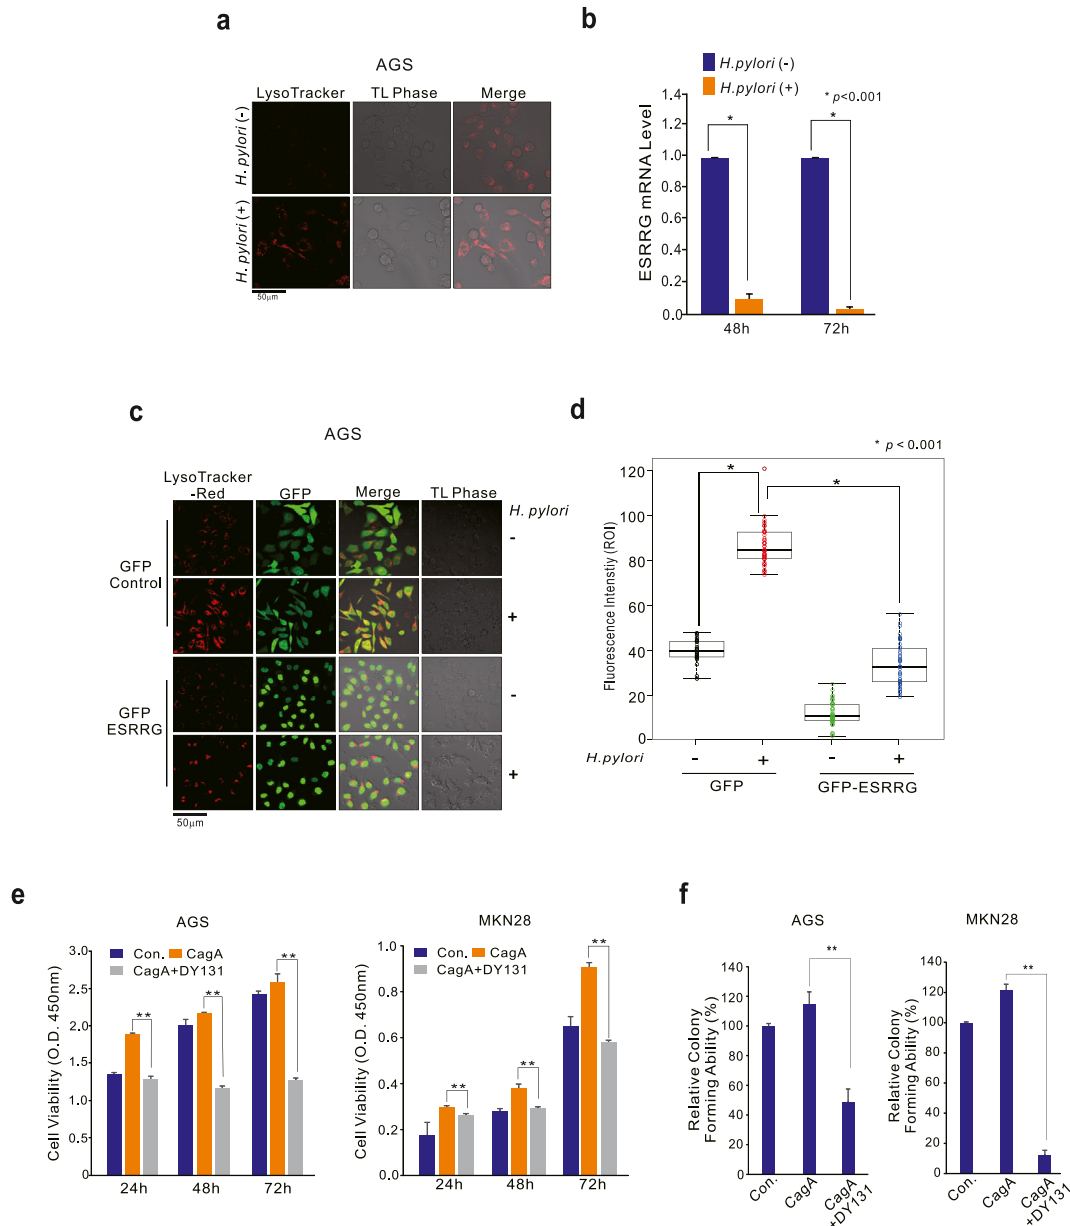 a
AGS
LysoTracker TL Phase Merge
H. pylori (-)
H. pylori (+)
50μm
b
H.pylori (-)
H.pylori (+)
* p<0.001
ESRRG mRNA Level
1.4
1.2
1.0
0.8
0.6
0.4
0.2
0.0
* *
48h 72h
c
AGS
LysoTracker
-Red GFP Merge TL Phase
H. pylori
GFP
Control
-
+
GFP
ESRRG
-
+
50μm
d
* p < 0.001
Fluorescence Intenstiy (ROI)
120
100
80
60
40
20
0
* *
H.pylori - + - +
GFP GFP-ESRRG
e
AGS
Con. CagA
CagA+DY131
Cell Viability (O.D. 450nm)
3.0
2.5
2.0
1.5
1.0
0.5
0.0
** ** **
24h 48h 72h
MKN28
Con. CagA
CagA+DY131
Cell Viability (O.D. 450nm)
1.0
0.8
0.6
0.4
0.2
0.0
** ** **
24h 48h 72h
f
AGS
**
Relative Colony
Forming Ability (%)
140
120
100
80
60
40
20
0
Con. CagA CagA
+DY131
MKN28
**
Relative Colony
Forming Ability (%)
140
120
100
80
60
40
20
0
Con. CagA CagA
+DY131